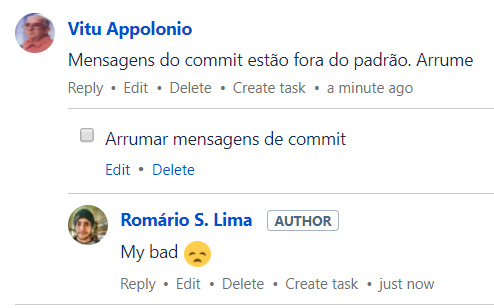 Vitu Appolonio
Mensagens do commit estão fora do padrão. Arrume
Reply • Edit • Delete • Create task • a minute ago
Arrumar mensagens de commit
Edit • Delete
Romário S. Lima AUTHOR
My bad 😞
Reply • Edit • Delete • Create task • just now